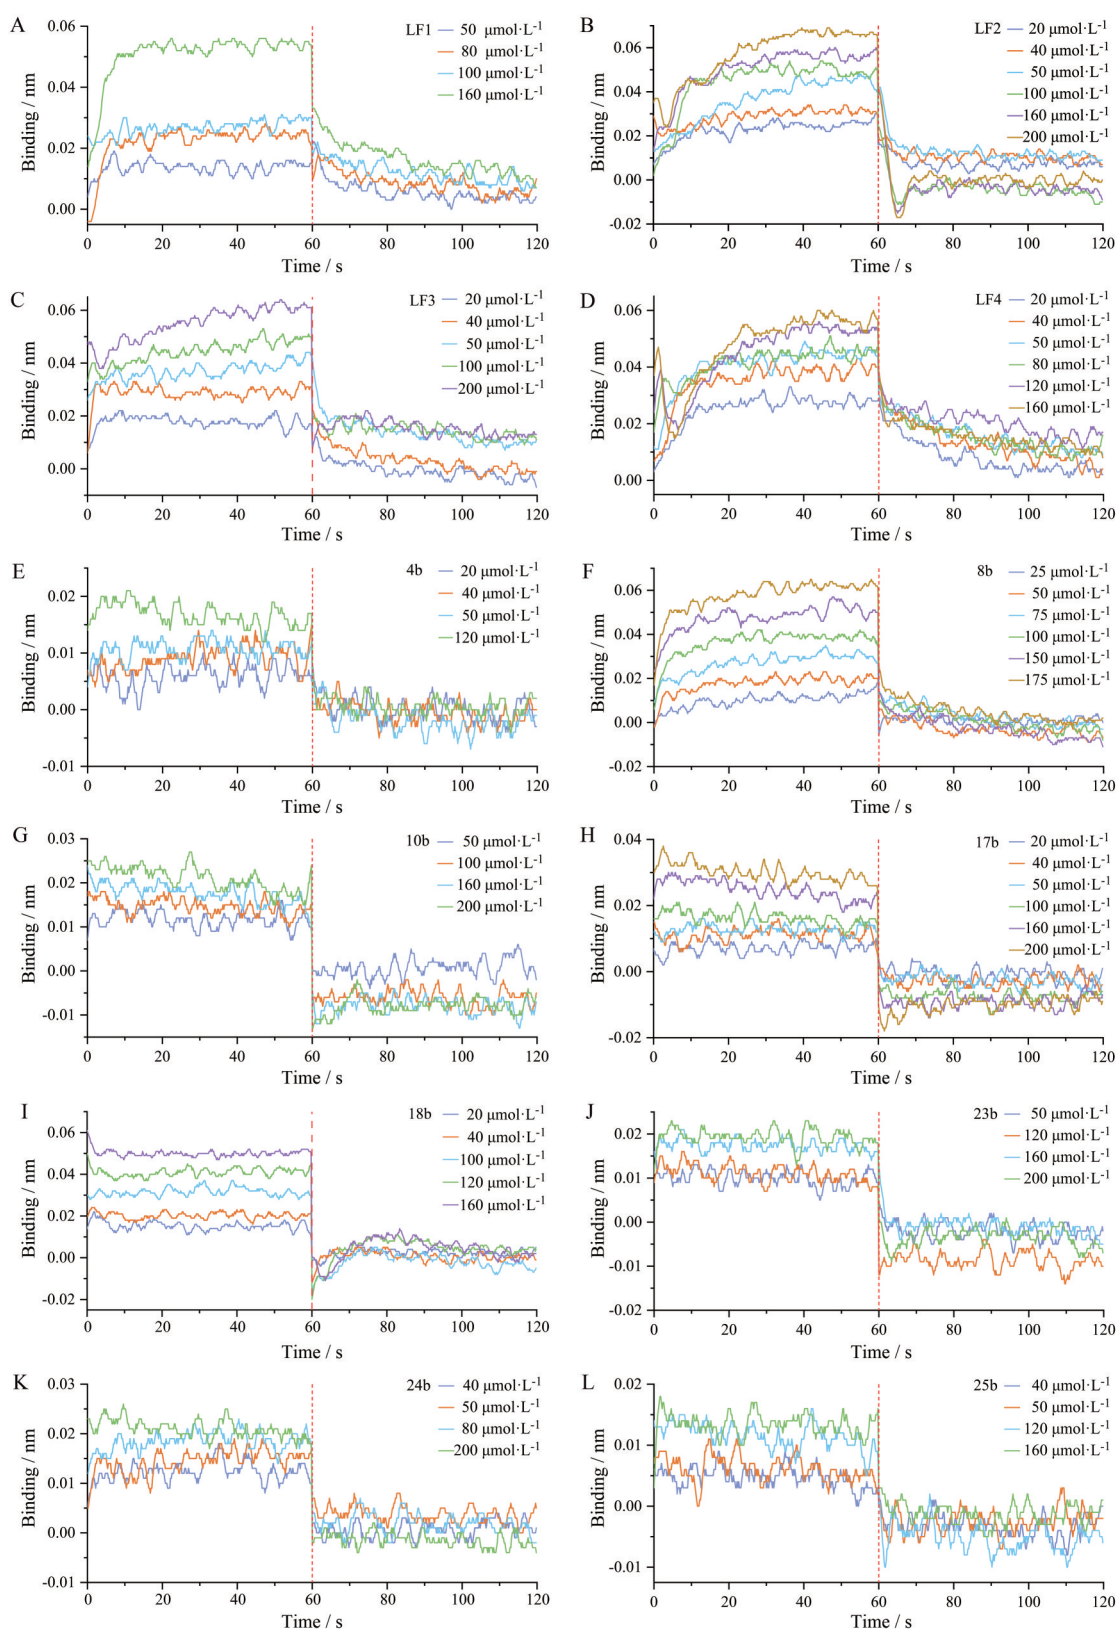 A
LF1
50 μmol·L-1
80 μmol·L-1
100 μmol·L-1
160 μmol·L-1
0.06
0.04
0.02
0.00
Binding / nm
0 20 40 60 80 100 120
Time / s
B
LF2
20 μmol·L-1
40 μmol·L-1
50 μmol·L-1
100 μmol·L-1
160 μmol·L-1
200 μmol·L-1
0.06
0.04
0.02
0.00
-0.02
Binding / nm
0 20 40 60 80 100 120
Time / s
C
LF3
20 μmol·L-1
40 μmol·L-1
50 μmol·L-1
100 μmol·L-1
200 μmol·L-1
0.06
0.04
0.02
0.00
Binding / nm
0 20 40 60 80 100 120
Time / s
D
LF4
20 μmol·L-1
40 μmol·L-1
50 μmol·L-1
80 μmol·L-1
120 μmol·L-1
160 μmol·L-1
0.06
0.04
0.02
0.00
Binding / nm
0 20 40 60 80 100 120
Time / s
E
4b
20 μmol·L-1
40 μmol·L-1
50 μmol·L-1
120 μmol·L-1
0.02
0.01
0.00
-0.01
Binding / nm
0 20 40 60 80 100 120
Time / s
F
8b
25 μmol·L-1
50 μmol·L-1
75 μmol·L-1
100 μmol·L-1
150 μmol·L-1
175 μmol·L-1
0.06
0.04
0.02
0.00
-0.02
Binding / nm
0 20 40 60 80 100 120
Time / s
G
10b
50 μmol·L-1
100 μmol·L-1
160 μmol·L-1
200 μmol·L-1
0.03
0.02
0.01
0.00
-0.01
Binding / nm
0 20 40 60 80 100 120
Time / s
H
17b
20 μmol·L-1
40 μmol·L-1
50 μmol·L-1
100 μmol·L-1
160 μmol·L-1
200 μmol·L-1
0.04
0.02
0.00
-0.02
Binding / nm
0 20 40 60 80 100 120
Time / s
I
18b
20 μmol·L-1
40 μmol·L-1
100 μmol·L-1
120 μmol·L-1
160 μmol·L-1
0.06
0.04
0.02
0.00
-0.02
Binding / nm
0 20 40 60 80 100 120
Time / s
J
23b
50 μmol·L-1
120 μmol·L-1
160 μmol·L-1
200 μmol·L-1
0.02
0.01
0.00
-0.01
-0.02
Binding / nm
0 20 40 60 80 100 120
Time / s
K
24b
40 μmol·L-1
50 μmol·L-1
80 μmol·L-1
200 μmol·L-1
0.03
0.02
0.01
0.00
-0.01
Binding / nm
0 20 40 60 80 100 120
Time / s
L
25b
40 μmol·L-1
50 μmol·L-1
120 μmol·L-1
160 μmol·L-1
0.02
0.01
0.00
-0.01
Binding / nm
0 20 40 60 80 100 120
Time / s